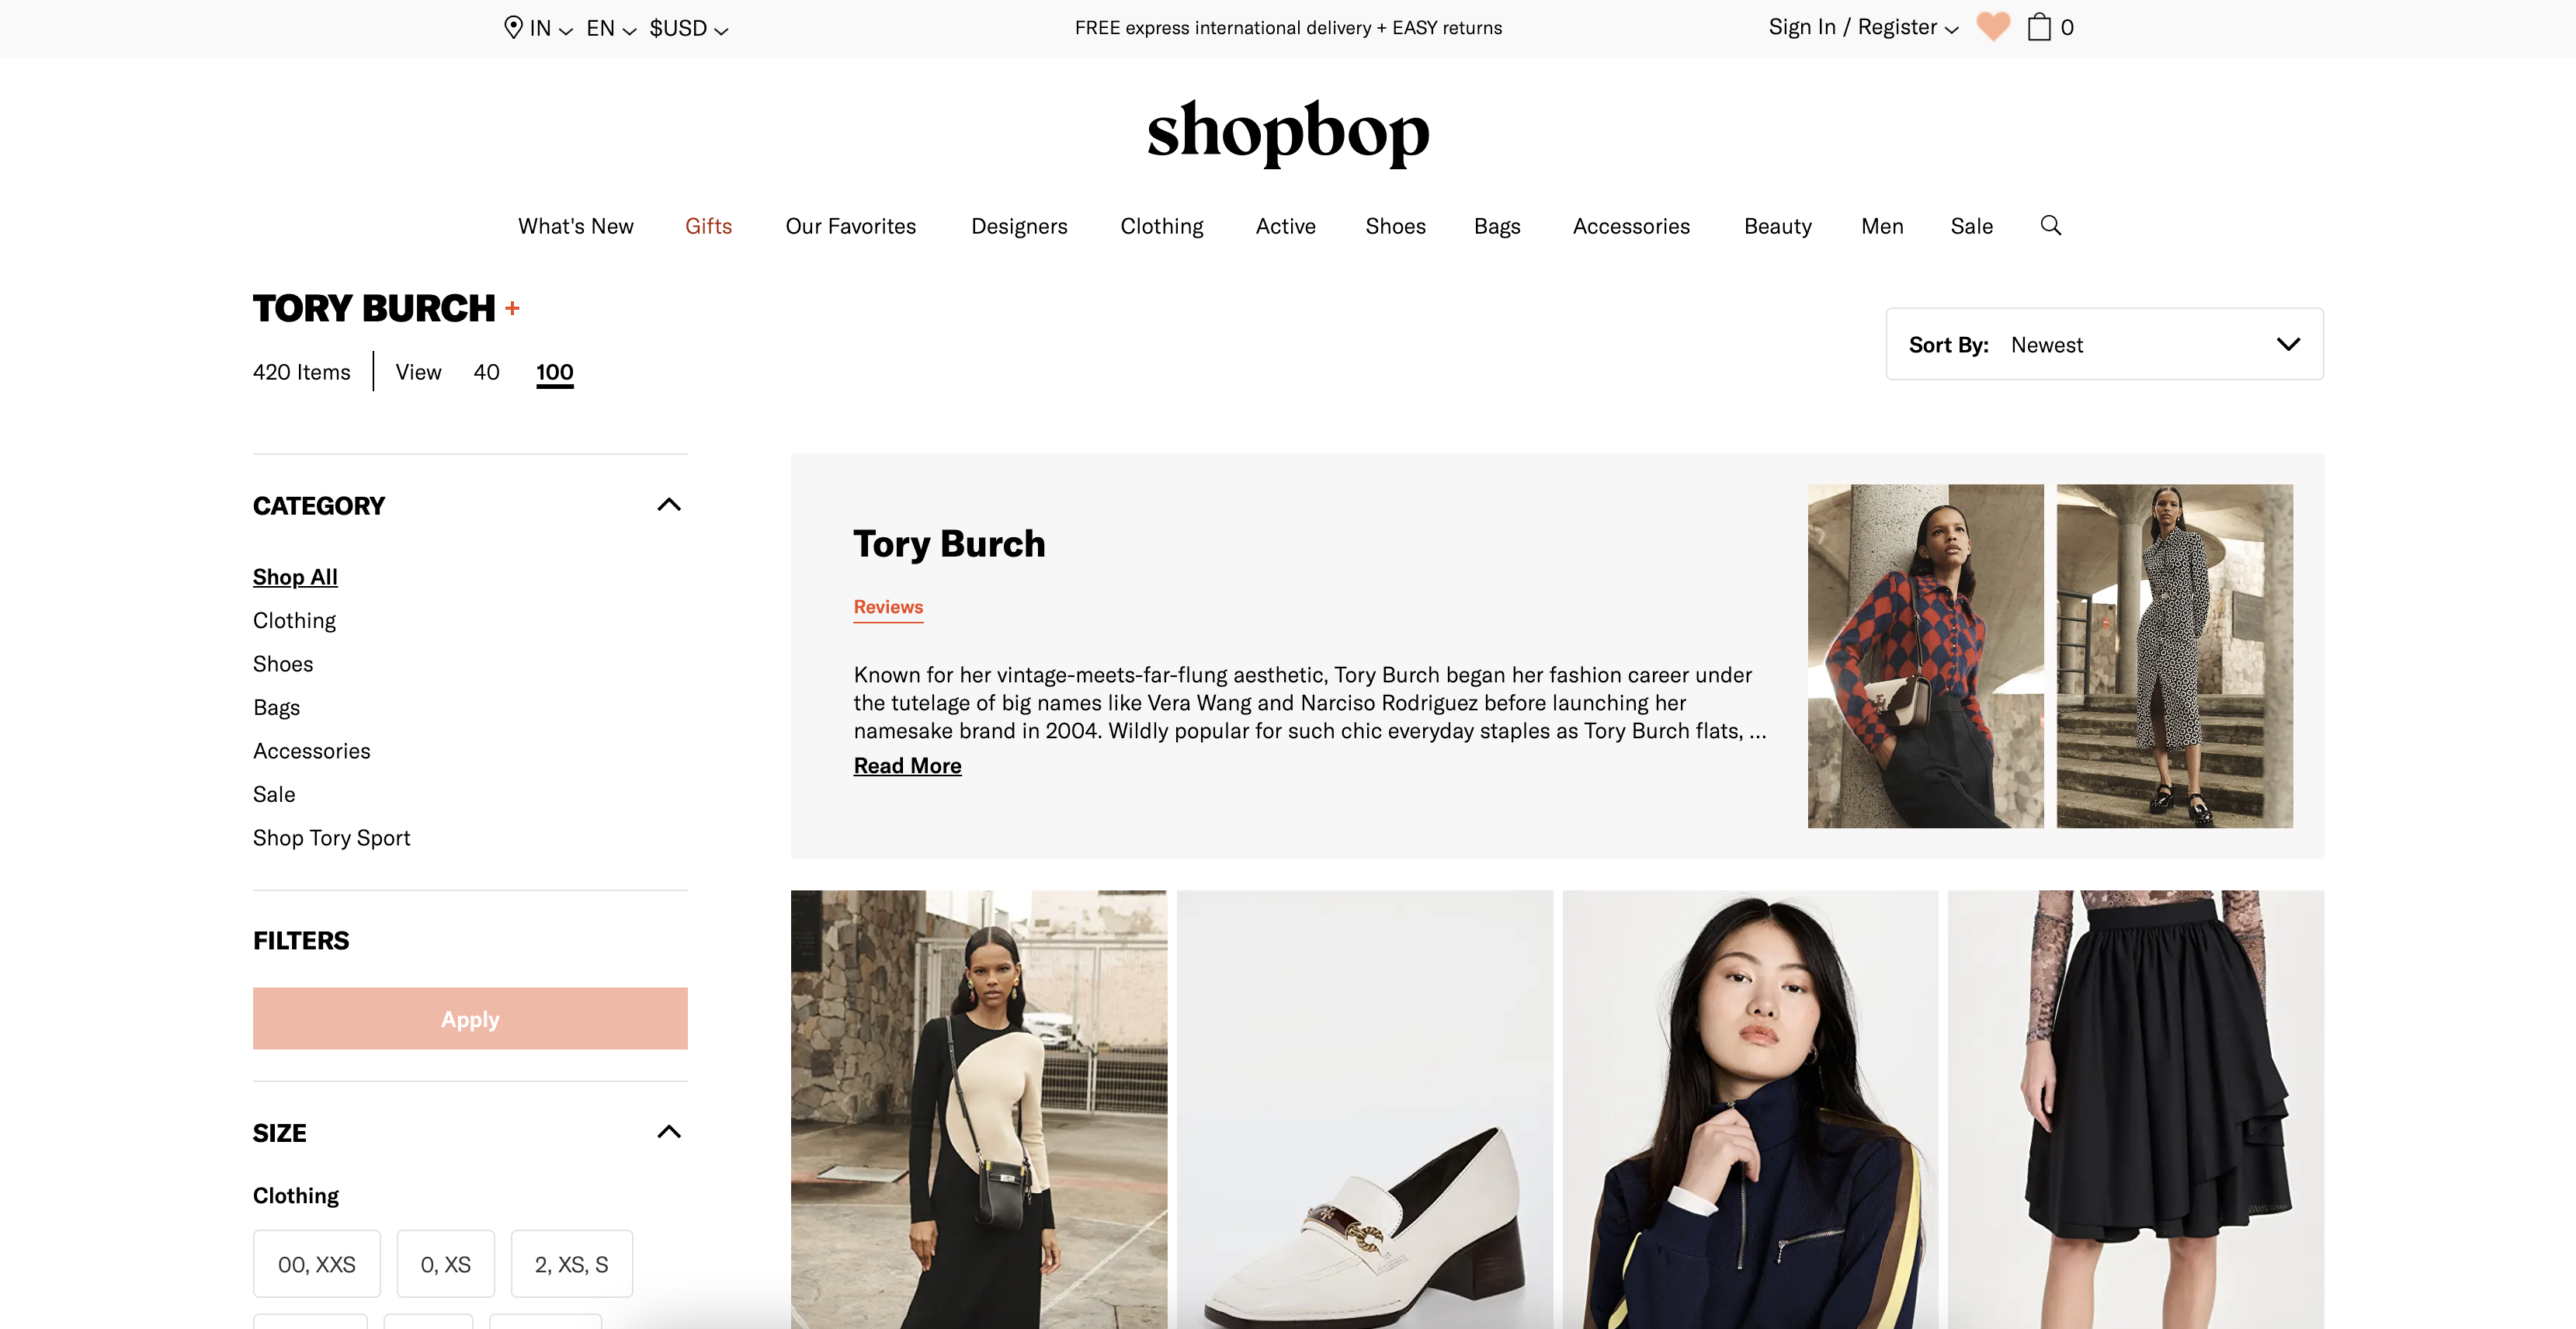 IN EN $USD
FREE express international delivery + EASY returns
Sign In / Register
0
shopbop
What's New Gifts Our Favorites Designers Clothing Active Shoes Bags Accessories Beauty Men Sale
TORY BURCH +
420 Items View 40 100
Sort By: Newest
CATEGORY
Shop All
Clothing
Shoes
Bags
Accessories
Sale
Shop Tory Sport
FILTERS
Apply
SIZE
Clothing
00, XXS 0, XS 2, XS, S
Tory Burch
Reviews
Known for her vintage-meets-far-flung aesthetic, Tory Burch began her fashion career under
the tutelage of big names like Vera Wang and Narciso Rodriguez before launching her
namesake brand in 2004. Wildly popular for such chic everyday staples as Tory Burch flats, ...
Read More